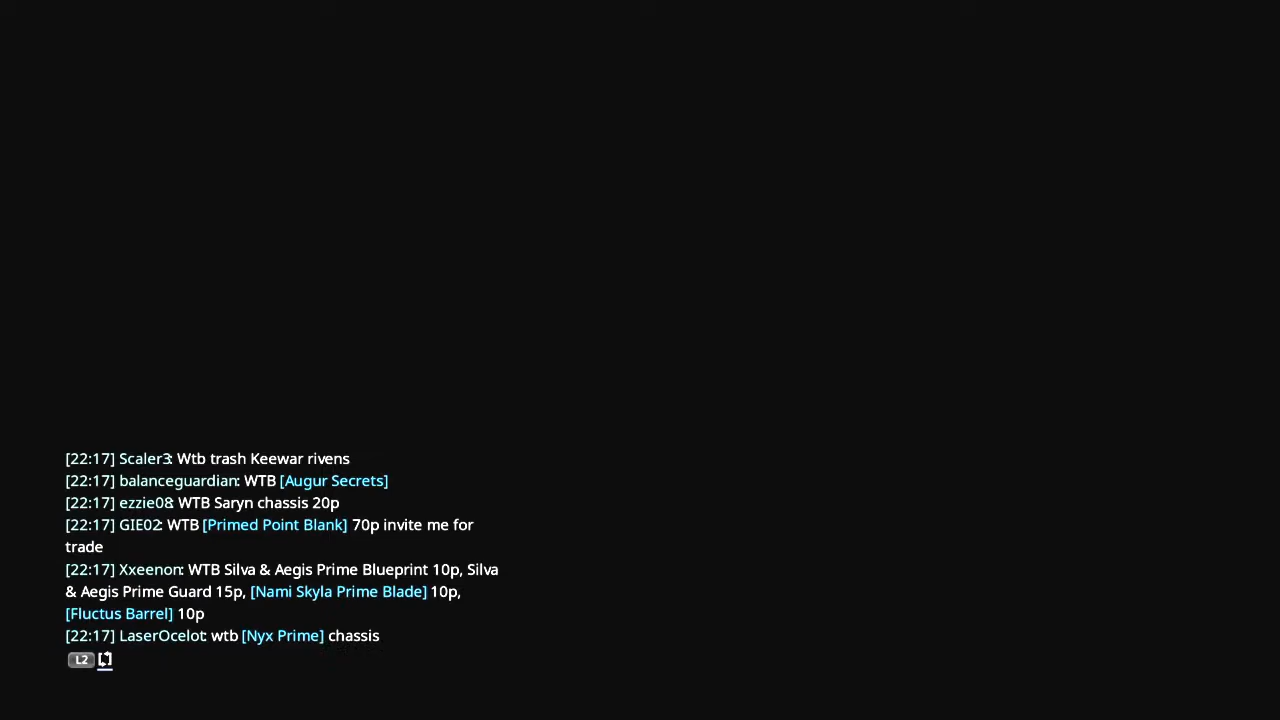 [22:17] Scaler3: Wtb trash Keewar rivens
[22:17] balanceguardian: WTB [Augur Secrets]
[22:17] ezzie08: WTB Saryn chassis 20p
[22:17] GIE02: WTB [Primed Point Blank] 70p invite me for
trade
[22:17] Xxeenon: WTB Silva & Aegis Prime Blueprint 10p, Silva
& Aegis Prime Guard 15p, [Nami Skyla Prime Blade] 10p,
[Fluctus Barrel] 10p
[22:17] LaserOcelot: wtb [Nyx Prime] chassis
L2